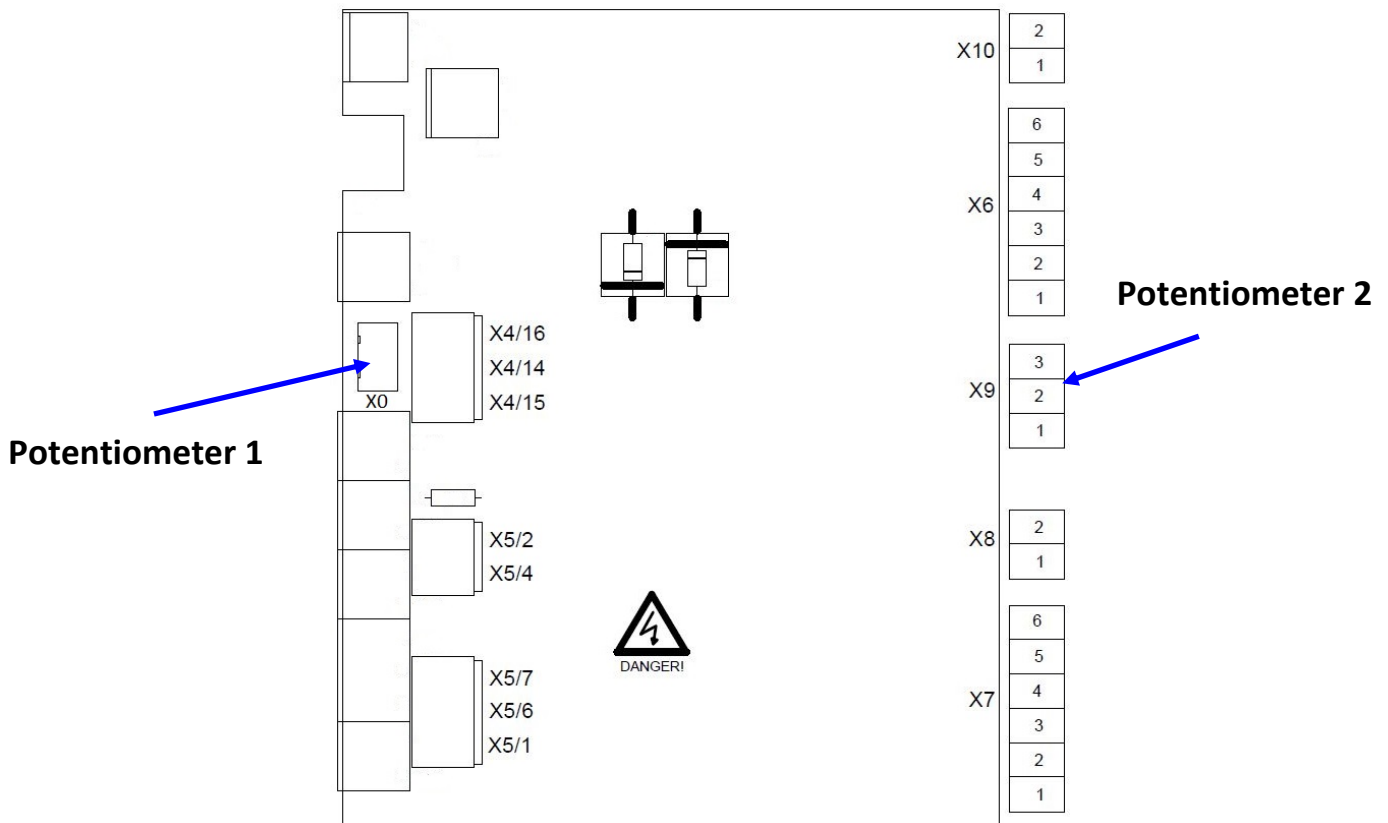 X10
2
1
6
5
X6
4
3
2
1
Potentiometer 2
X4/16
X4/14
X4/15
X0
X9
3
2
1
Potentiometer 1
X5/2
X5/4
X8
2
1
DANGER!
X5/7
X5/6
X5/1
X7
6
5
4
3
2
1